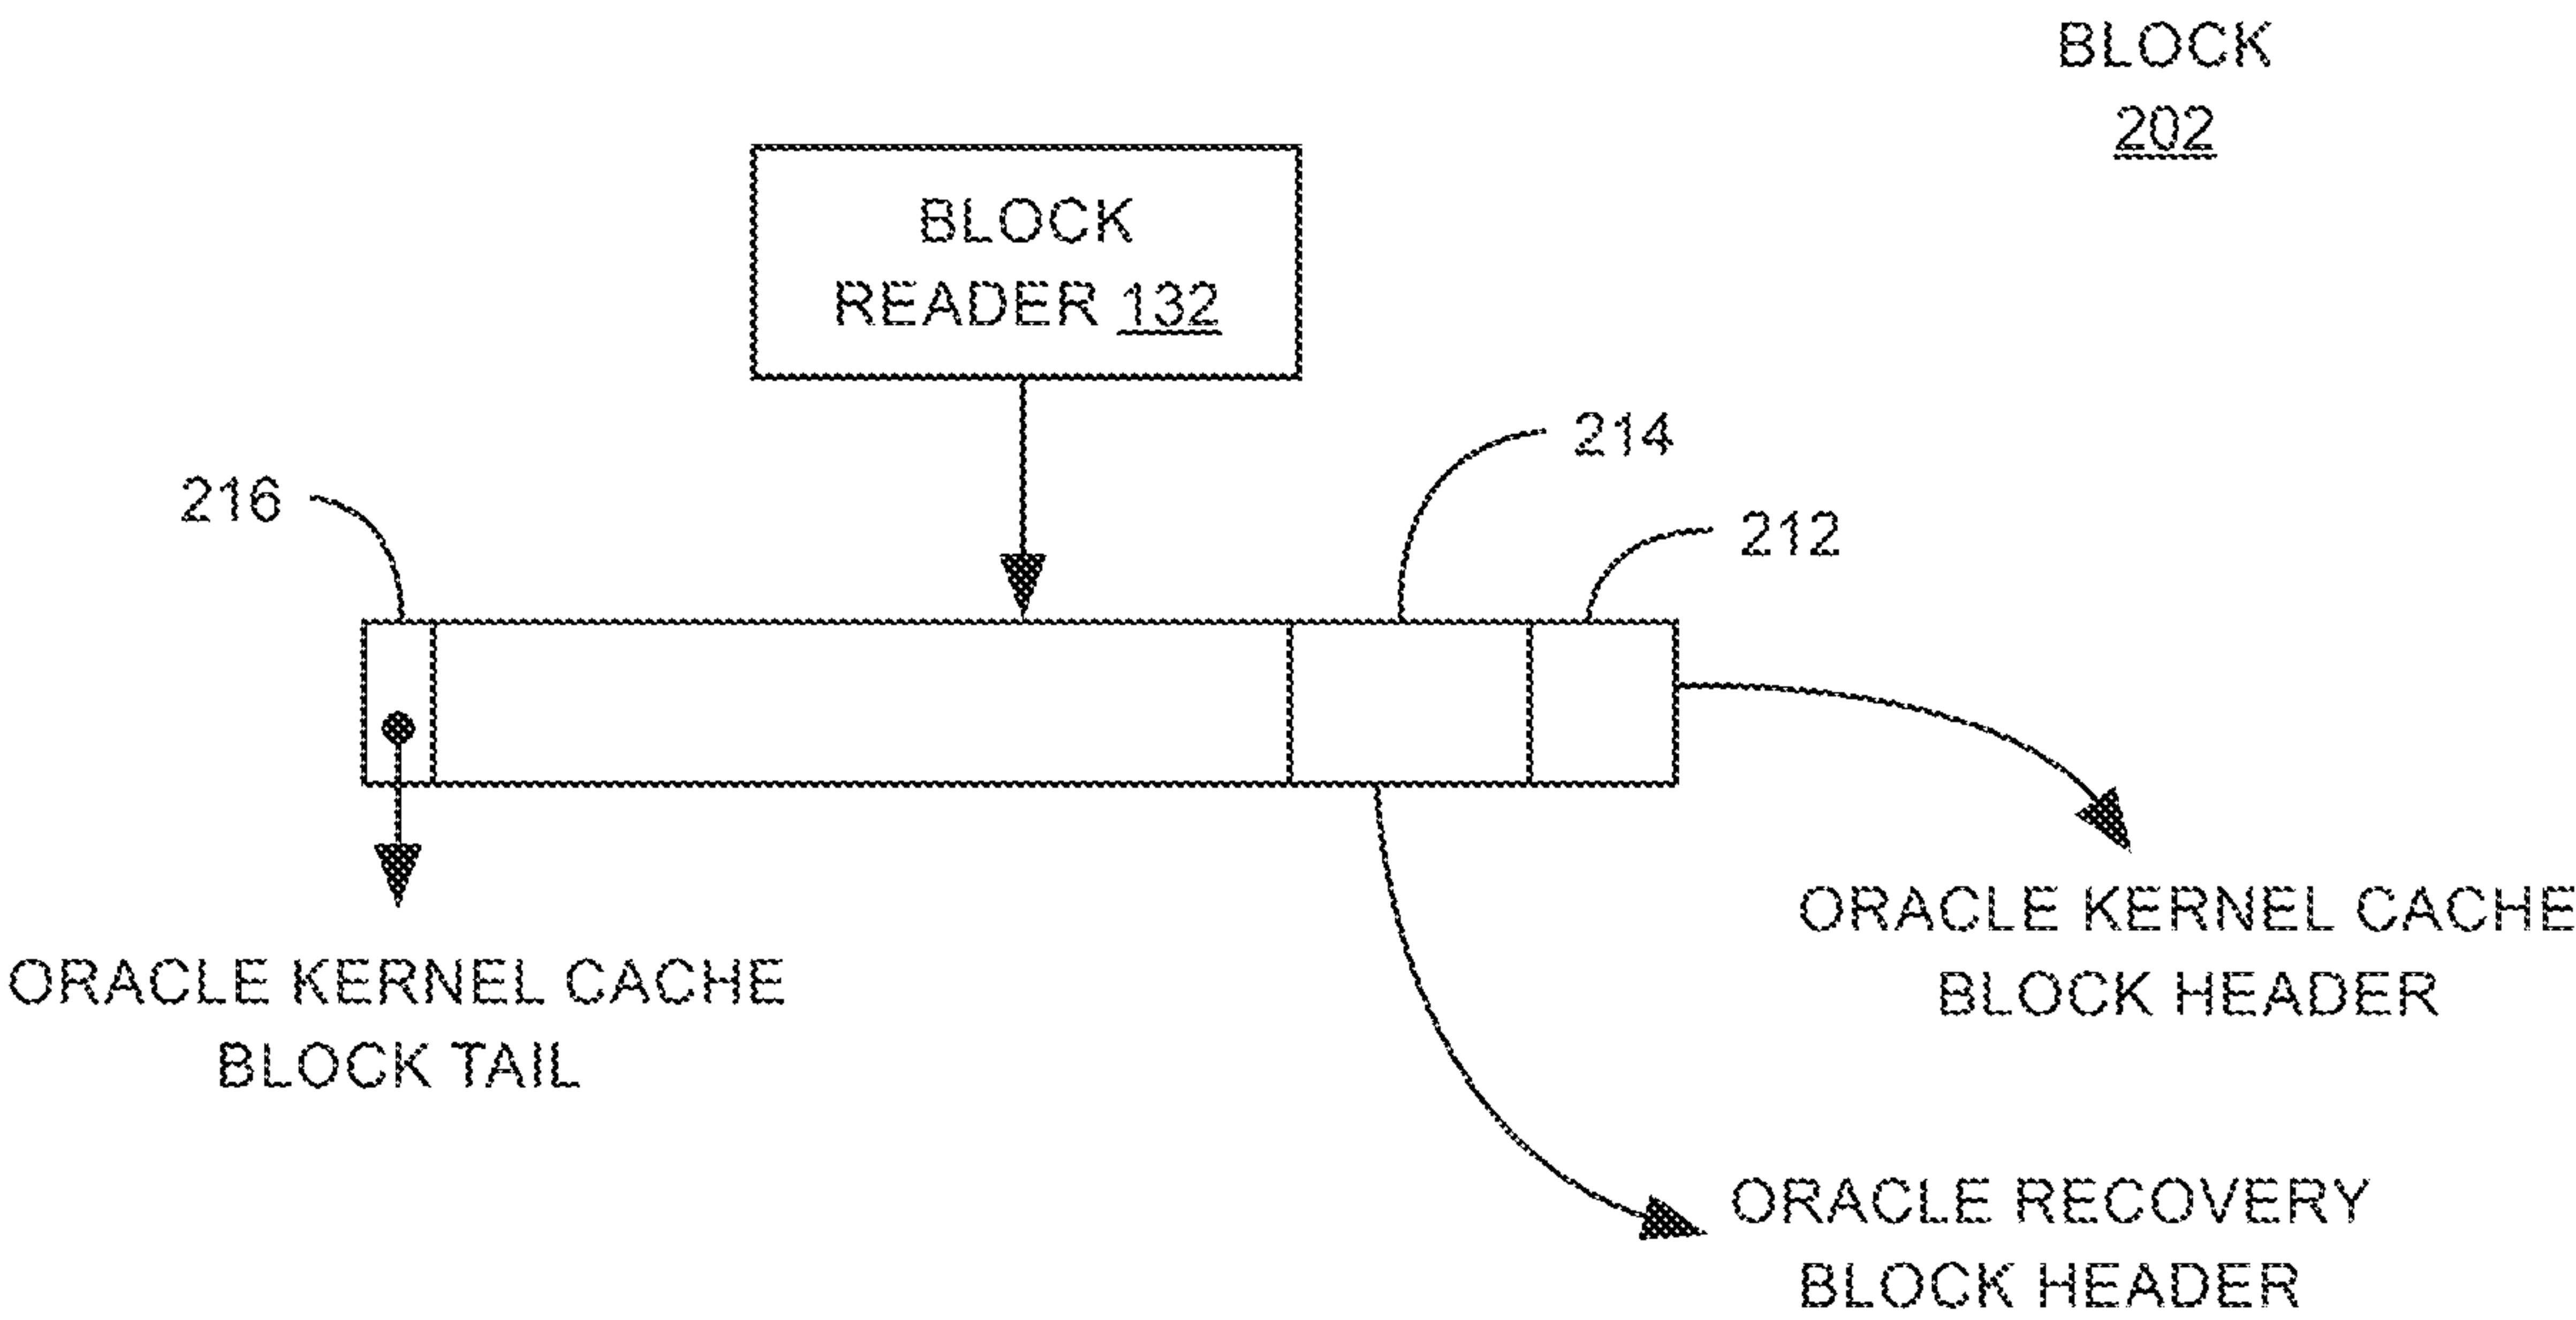 BLOCK
202
BLOCK
READER 132
214
216
212
ORACLE KERNEL CACHE
BLOCK HEADER
ORACLE KERNEL CACHE
BLOCK TAIL
ORACLE RECOVERY
BLOCK HEADER